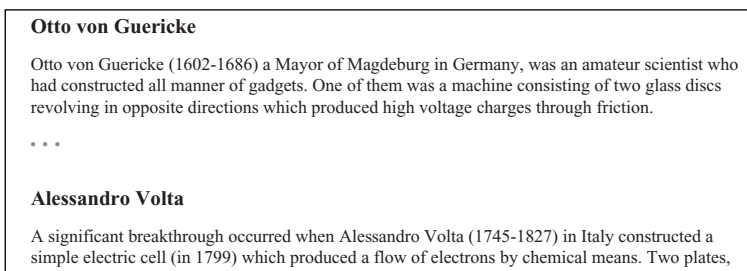 Otto von Guericke
Otto von Guericke (1602-1686) a Mayor of Magdeburg in Germany, was an amateur scientist who
had constructed all manner of gadgets. One of them was a machine consisting of two glass discs
revolving in opposite directions which produced high voltage charges through friction.
• • •
Alessandro Volta
A significant breakthrough occurred when Alessandro Volta (1745-1827) in Italy constructed a
simple electric cell (in 1799) which produced a flow of electrons by chemical means. Two plates,